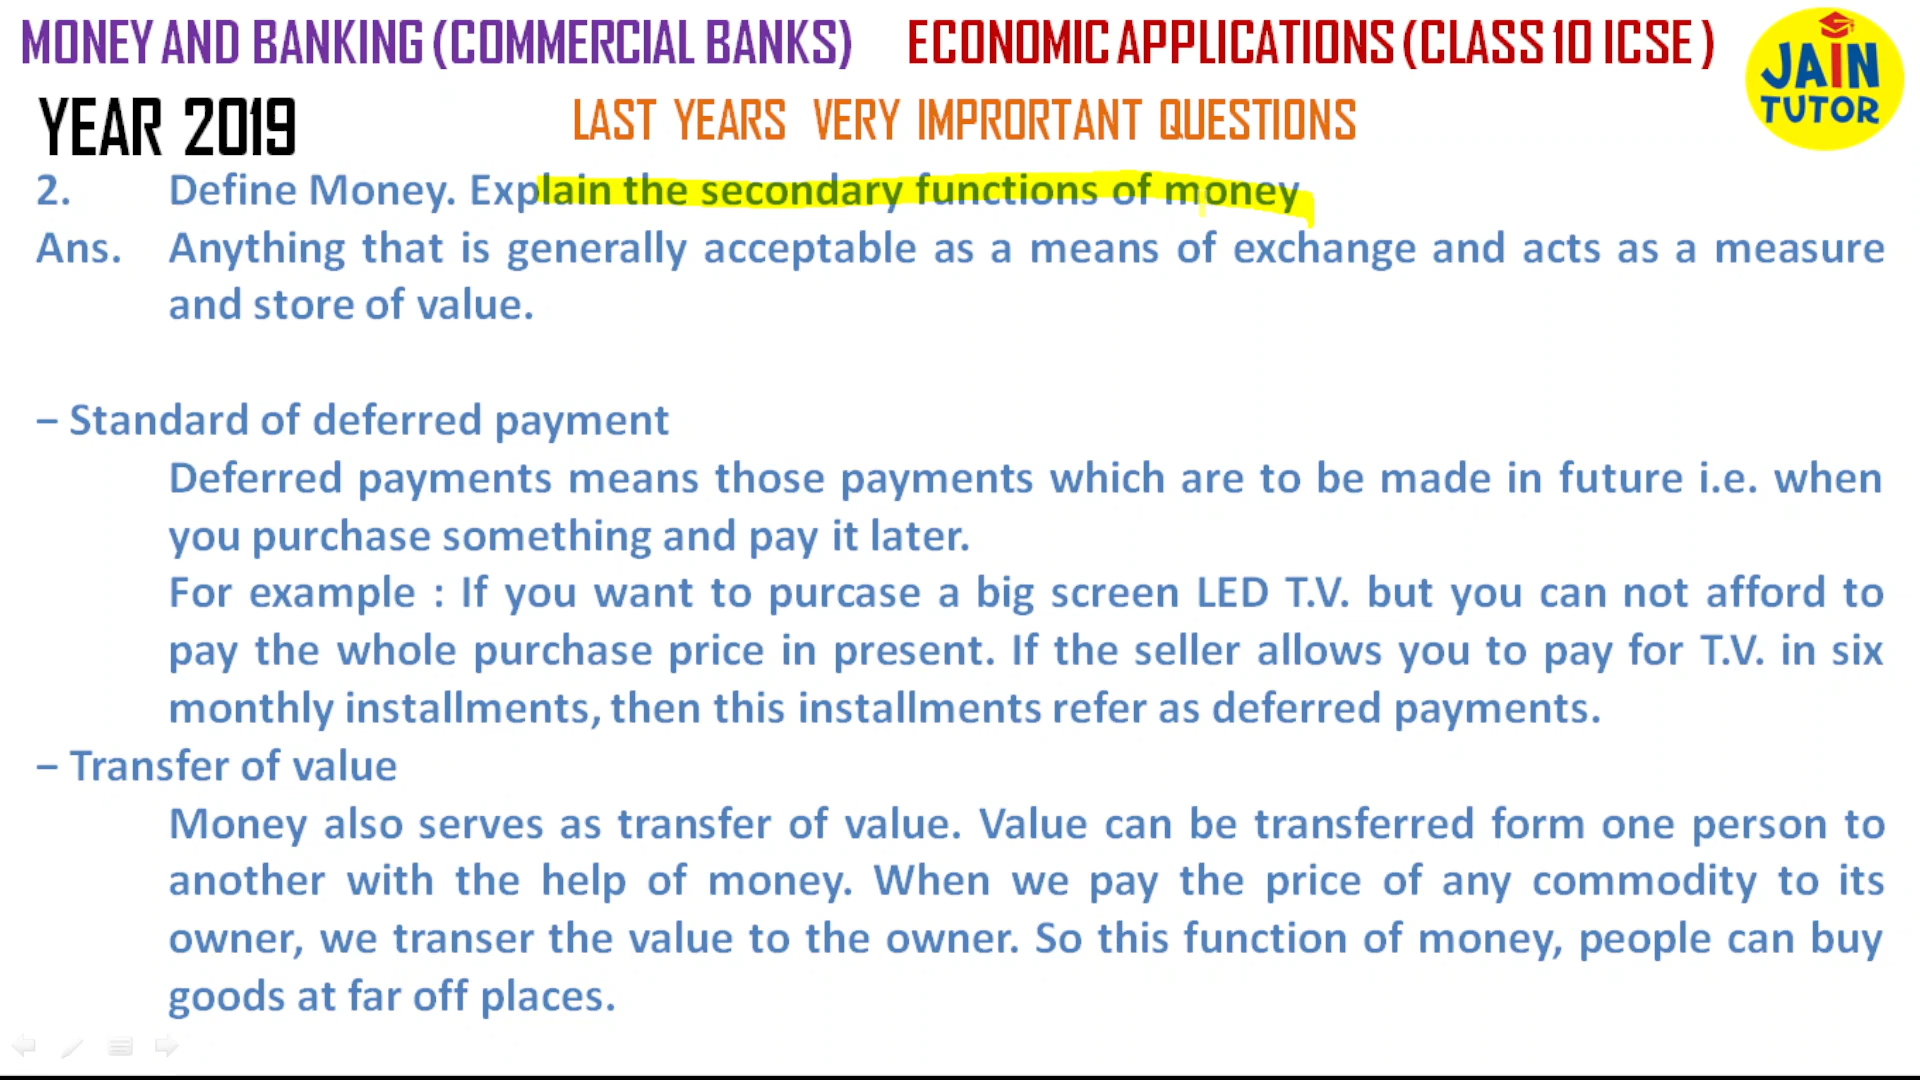 MONEY AND BANKING (COMMERCIAL BANKS) ECONOMIC APPLICATIONS (CLASS 10 ICSE )
JAIN
TUTOR
YEAR 2019 LAST YEARS VERY IMPRORTANT QUESTIONS
2. Define Money. Explain the secondary functions of money
Ans. Anything that is generally acceptable as a means of exchange and acts as a measure
and store of value.
– Standard of deferred payment
Deferred payments means those payments which are to be made in future i.e. when
you purchase something and pay it later.
For example : If you want to purcase a big screen LED T.V. but you can not afford to
pay the whole purchase price in present. If the seller allows you to pay for T.V. in six
monthly installments, then this installments refer as deferred payments.
– Transfer of value
Money also serves as transfer of value. Value can be transferred form one person to
another with the help of money. When we pay the price of any commodity to its
owner, we transer the value to the owner. So this function of money, people can buy
goods at far off places.